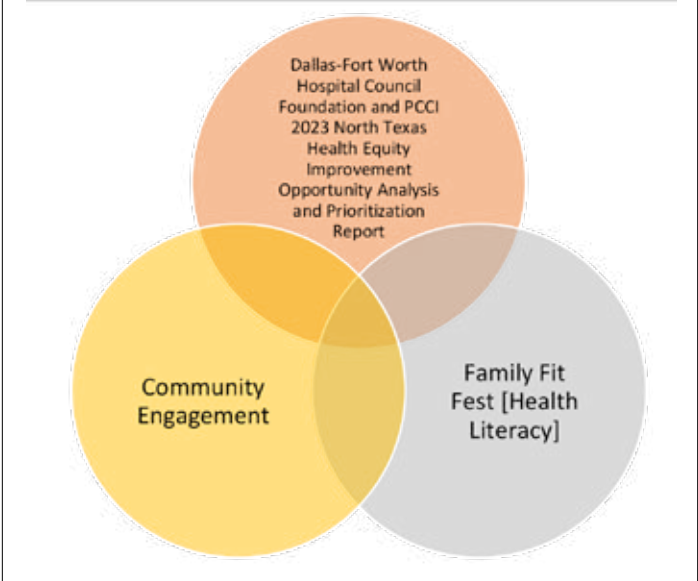 Dallas-Fort Worth
Hospital Council
Foundation and PCCI
2023 North Texas
Health Equity
Improvement
Opportunity Analysis
and Prioritization
Report
Community
Engagement
Family Fit
Fest [Health
Literacy]